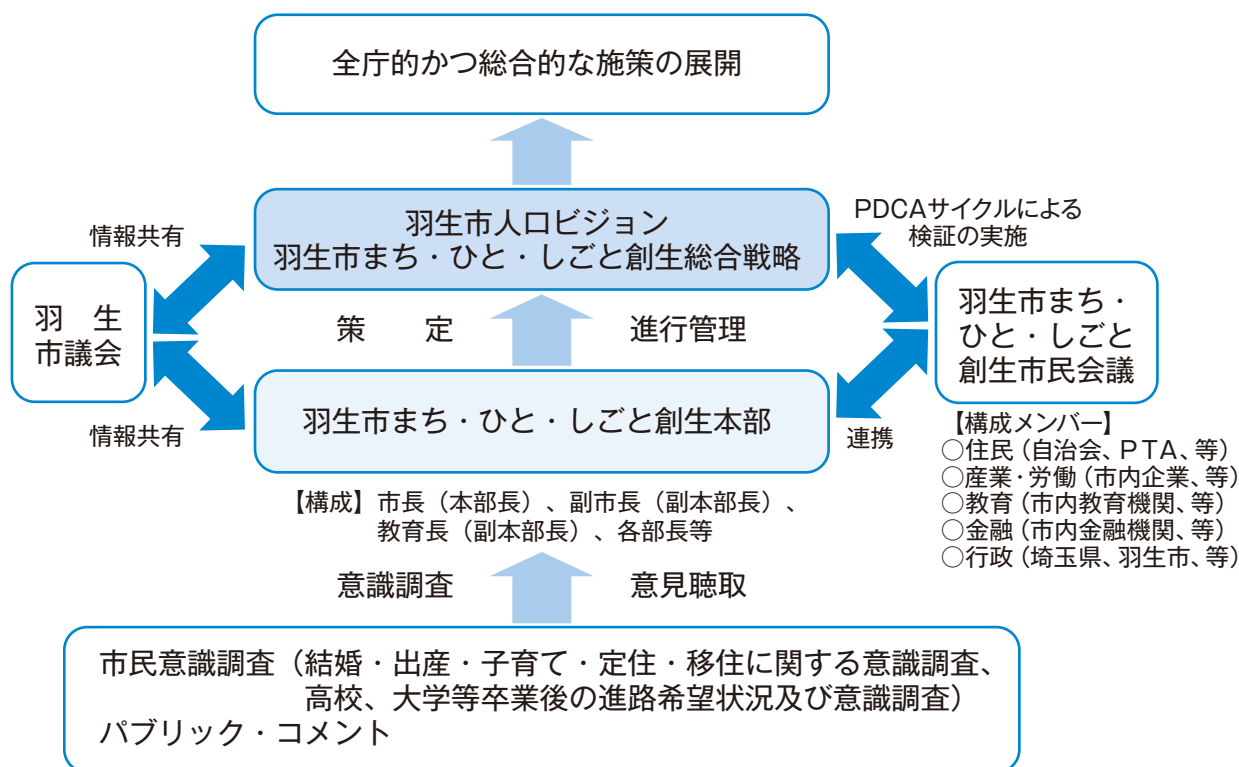 全庁的かつ総合的な施策の展開
情報共有
羽生市人口ビジョン
羽生市まち・ひと・しごと創生総合戦略
PDCAサイクルによる
検証の実施
羽　生
市議会
策　定
進行管理
羽生市まち・
ひと・しごと
創生市民会議
情報共有
羽生市まち・ひと・しごと創生本部
連携
【構成メンバー】
○住民（自治会、PTA、等）
○産業・労働（市内企業、等）
○教育（市内教育機関、等）
○金融（市内金融機関、等）
○行政（埼玉県、羽生市、等）
【構成】市長（本部長）、副市長（副本部長）、
教育長（副本部長）、各部長等
意識調査
意見聴取
市民意識調査（結婚・出産・子育て・定住・移住に関する意識調査、
高校、大学等卒業後の進路希望状況及び意識調査）
パブリック・コメント